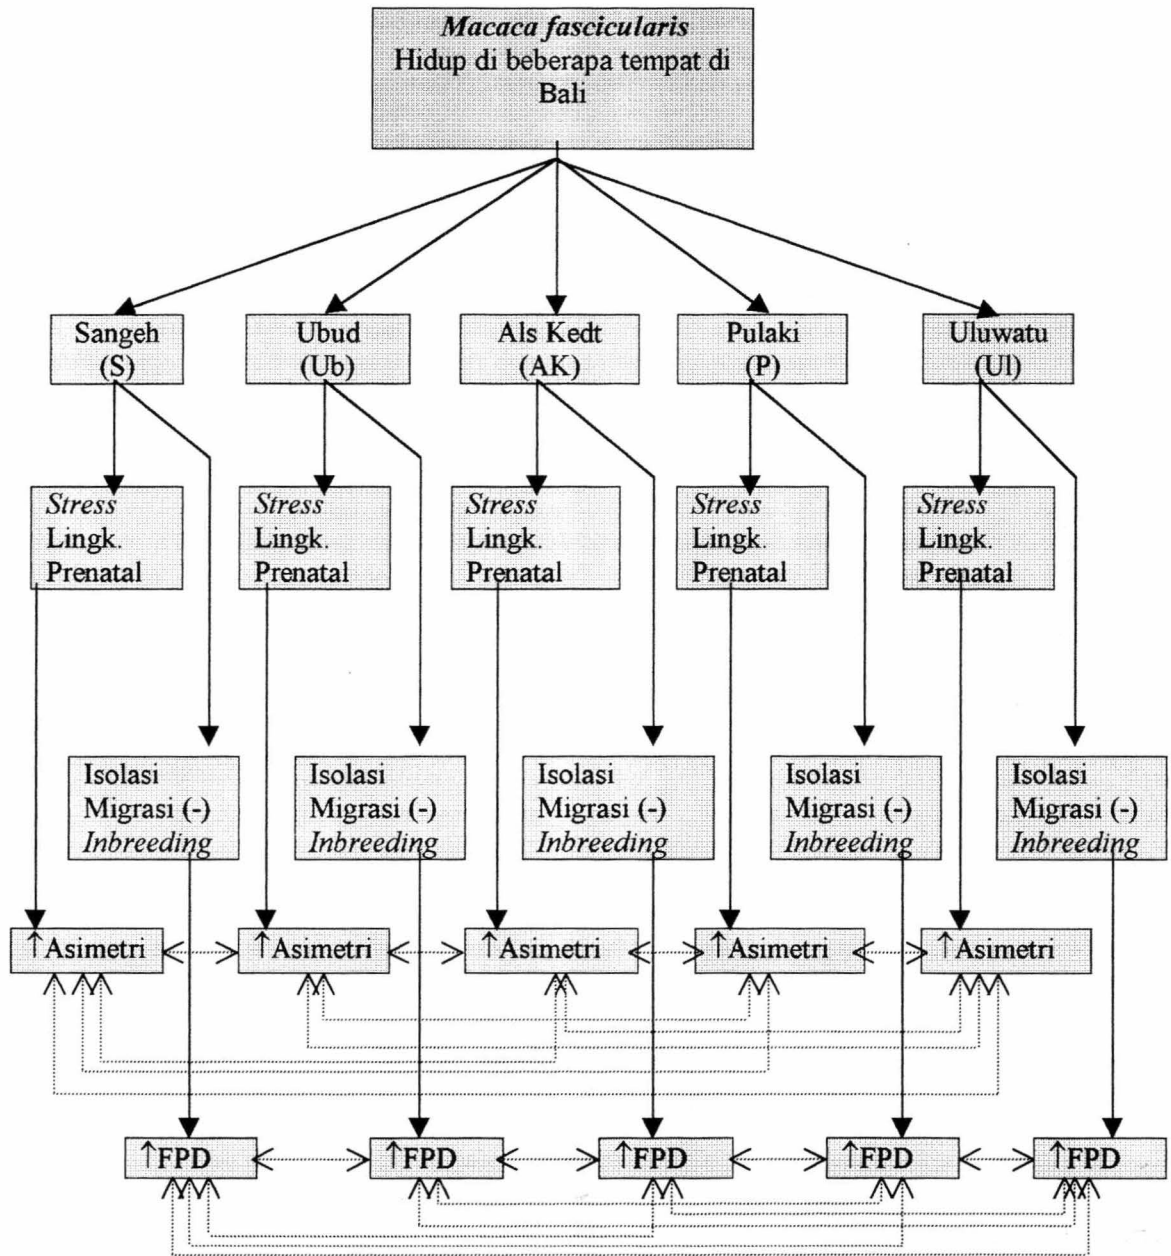 Macaca fascicularis
Hidup di beberapa tempat di
Bali
Sangeh
(S)
Ubud
(Ub)
Als Kedt
(AK)
Pulaki
(P)
Uluwatu
(Ul)
Stress
Lingk.
Prenatal
Stress
Lingk.
Prenatal
Stress
Lingk.
Prenatal
Stress
Lingk.
Prenatal
Stress
Lingk.
Prenatal
Isolasi
Migrasi (-)
Inbreeding
Isolasi
Migrasi (-)
Inbreeding
Isolasi
Migrasi (-)
Inbreeding
Isolasi
Migrasi (-)
Inbreeding
Isolasi
Migrasi (-)
Inbreeding
↑Asimetri
↑Asimetri
↑Asimetri
↑Asimetri
↑Asimetri
↑FPD
↑FPD
↑FPD
↑FPD
↑FPD